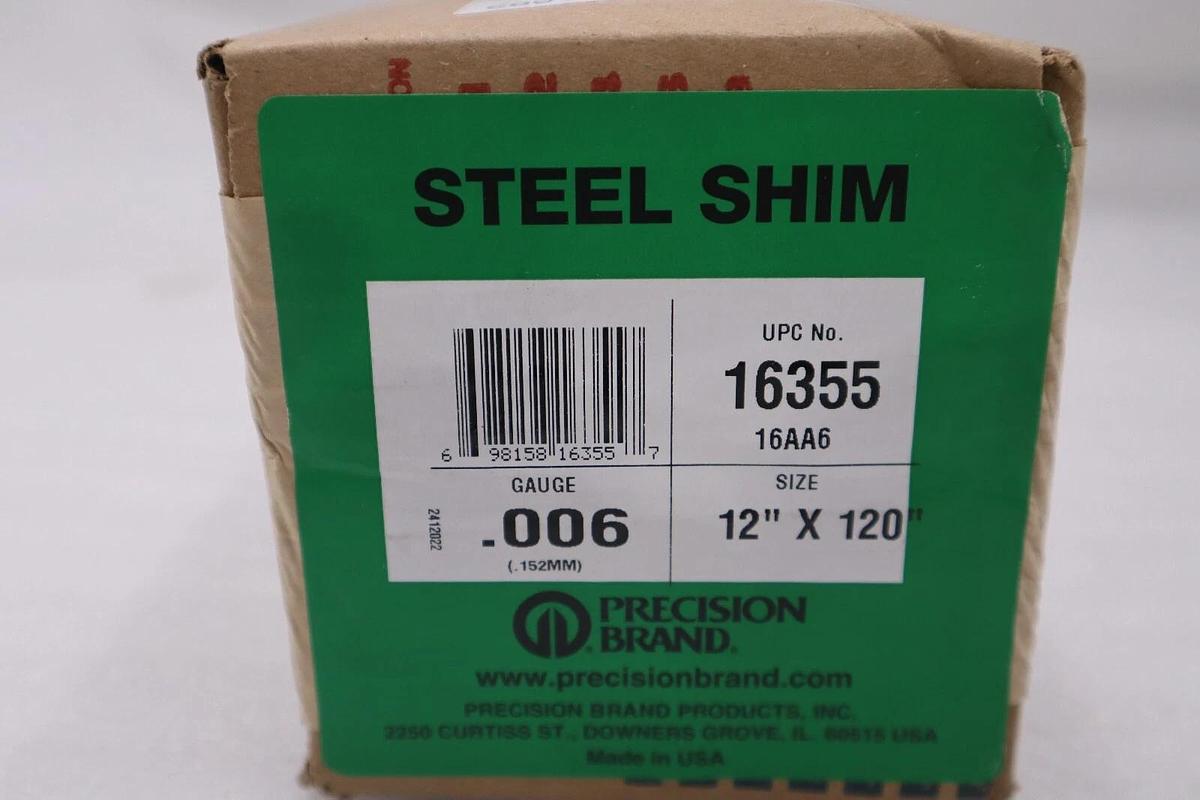 STEEL SHIM
6 98158 16355 7
UPC No.
16355
16AA6
GAUGE
.006
(.152MM)
2412022
SIZE
12" X 120"
PRECISION
BRAND®
www.precisionbrand.com
PRECISION BRAND PRODUCTS, INC.
2250 CURTISS ST., DOWNERS GROVE, IL. 60515 USA
Made in USA